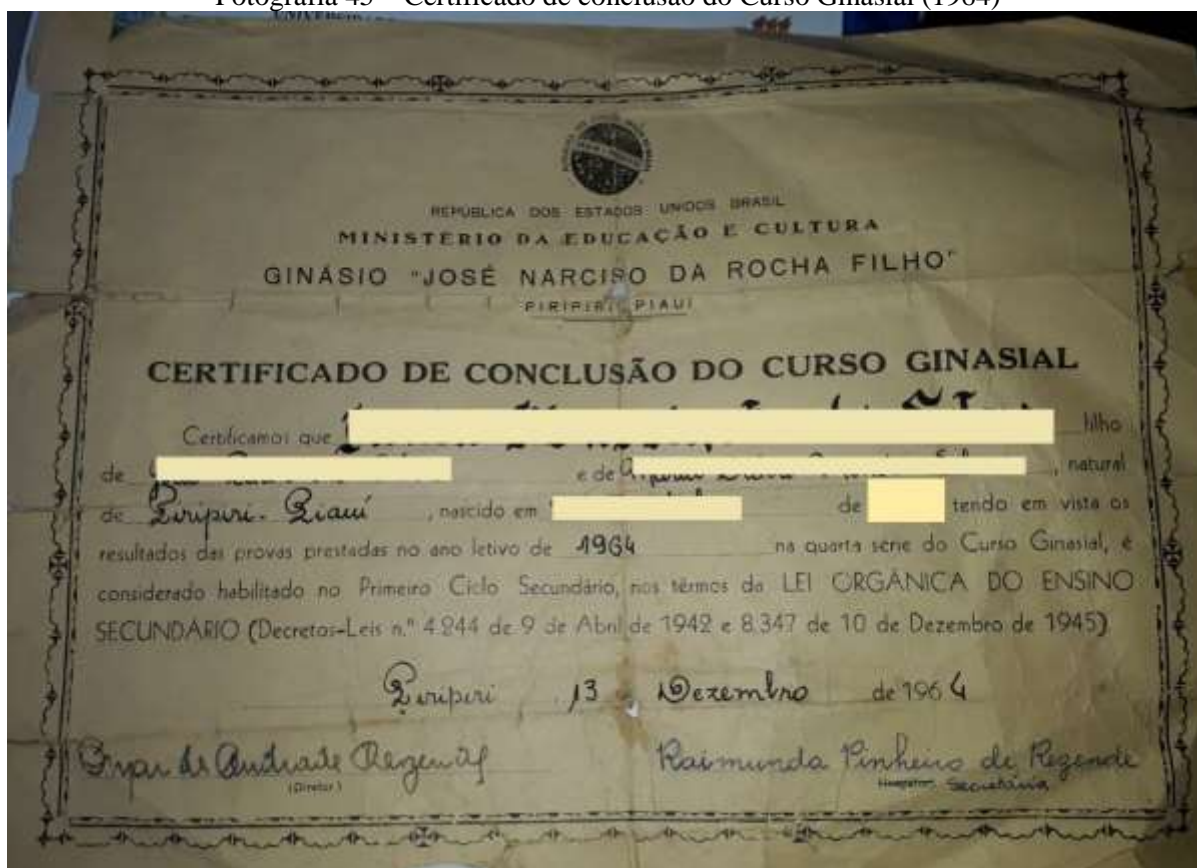 Fotografia 43 – Certificado de conclusão do Curso Ginasial (1964)
REPÚBLICA DOS ESTADOS UNIDOS BRASIL
MINISTÉRIO DA EDUCAÇÃO E CULTURA
GINÁSIO "JOSÉ NARCISO DA ROCHA FILHO"
PIRIPIRI PIAUI
CERTIFICADO DE CONCLUSÃO DO CURSO GINASIAL
Certificamos que filho
de e de , natural
de Piripiri - Piauí , nascido em de tendo em vista os
resultados das provas prestadas no ano letivo de 1964 na quarta série do Curso Ginasial, é
considerado habilitado no Primeiro Ciclo Secundário, nos têrmos da LEI ORGÂNICA DO ENSINO
SECUNDÁRIO (Decretos-Leis n.º 4.244 de 9 de Abril de 1942 e 8.347 de 10 de Dezembro de 1945)
Piripiri 13 Dezembro de 1964
de Andrade Raimunda Pinheiro de Rezende
(Diretor) Secretária